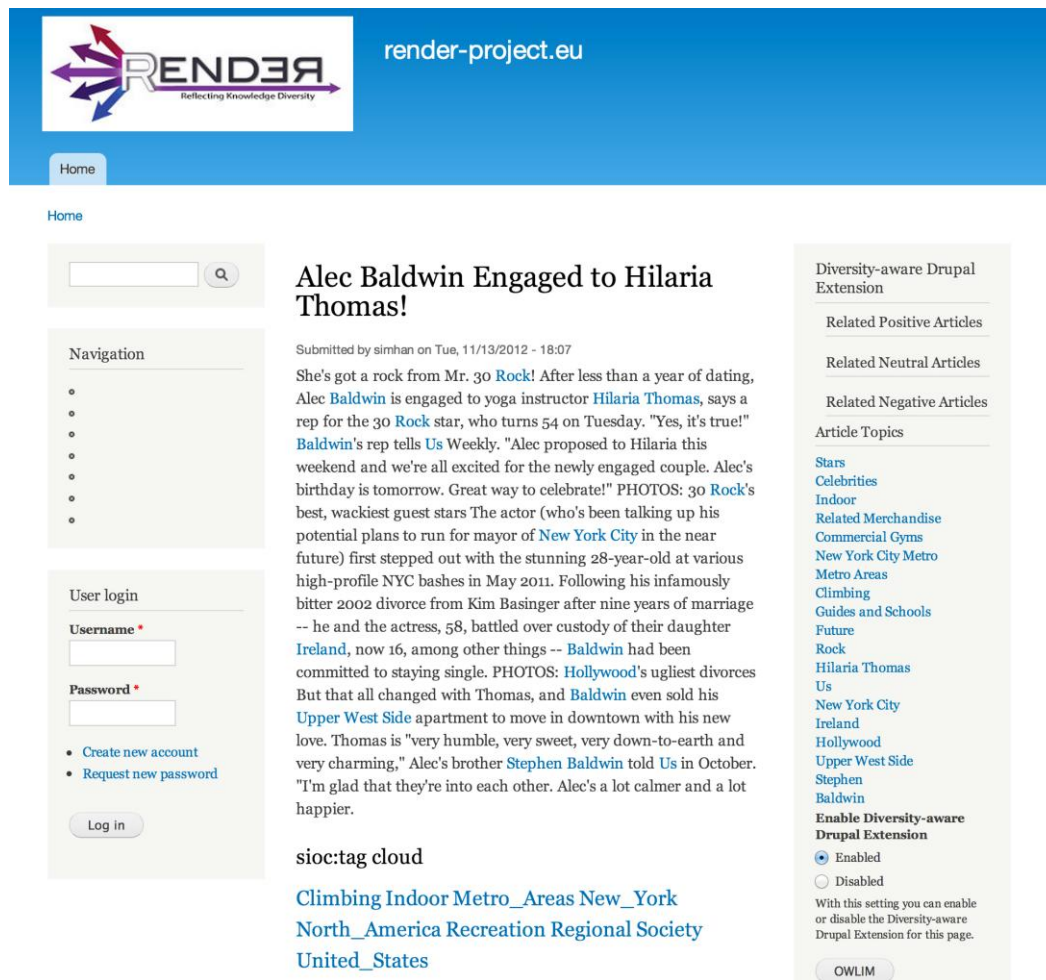 RENDER
Reflecting Knowledge Diversity
render-project.eu
Home
Home
Navigation
User login
Username *
Password *
Create new account
Request new password
Log in
Alec Baldwin Engaged to Hilaria
Thomas!
Submitted by simhan on Tue, 11/13/2012 - 18:07
She's got a rock from Mr. 30 Rock! After less than a year of dating,
Alec Baldwin is engaged to yoga instructor Hilaria Thomas, says a
rep for the 30 Rock star, who turns 54 on Tuesday. "Yes, it's true!"
Baldwin's rep tells Us Weekly. "Alec proposed to Hilaria this
weekend and we're all excited for the newly engaged couple. Alec's
birthday is tomorrow. Great way to celebrate!" PHOTOS: 30 Rock's
best, wackiest guest stars The actor (who's been talking up his
potential plans to run for mayor of New York City in the near
future) first stepped out with the stunning 28-year-old at various
high-profile NYC bashes in May 2011. Following his infamously
bitter 2002 divorce from Kim Basinger after nine years of marriage
-- he and the actress, 58, battled over custody of their daughter
Ireland, now 16, among other things -- Baldwin had been
committed to staying single. PHOTOS: Hollywood's ugliest divorces
But that all changed with Thomas, and Baldwin even sold his
Upper West Side apartment to move in downtown with his new
love. Thomas is "very humble, very sweet, very down-to-earth and
very charming," Alec's brother Stephen Baldwin told Us in October.
"I'm glad that they're into each other. Alec's a lot calmer and a lot
happier.
sioc:tag cloud
Climbing Indoor Metro_Areas New_York
North_America Recreation Regional Society
United_States
Diversity-aware Drupal
Extension
Related Positive Articles
Related Neutral Articles
Related Negative Articles
Article Topics
Stars
Celebrities
Indoor
Related Merchandise
Commercial Gyms
New York City Metro
Metro Areas
Climbing
Guides and Schools
Future
Rock
Hilaria Thomas
Us
New York City
Ireland
Hollywood
Upper West Side
Stephen
Baldwin
Enable Diversity-aware
Drupal Extension
Enabled
Disabled
With this setting you can enable
or disable the Diversity-aware
Drupal Extension for this page.
OWLIM